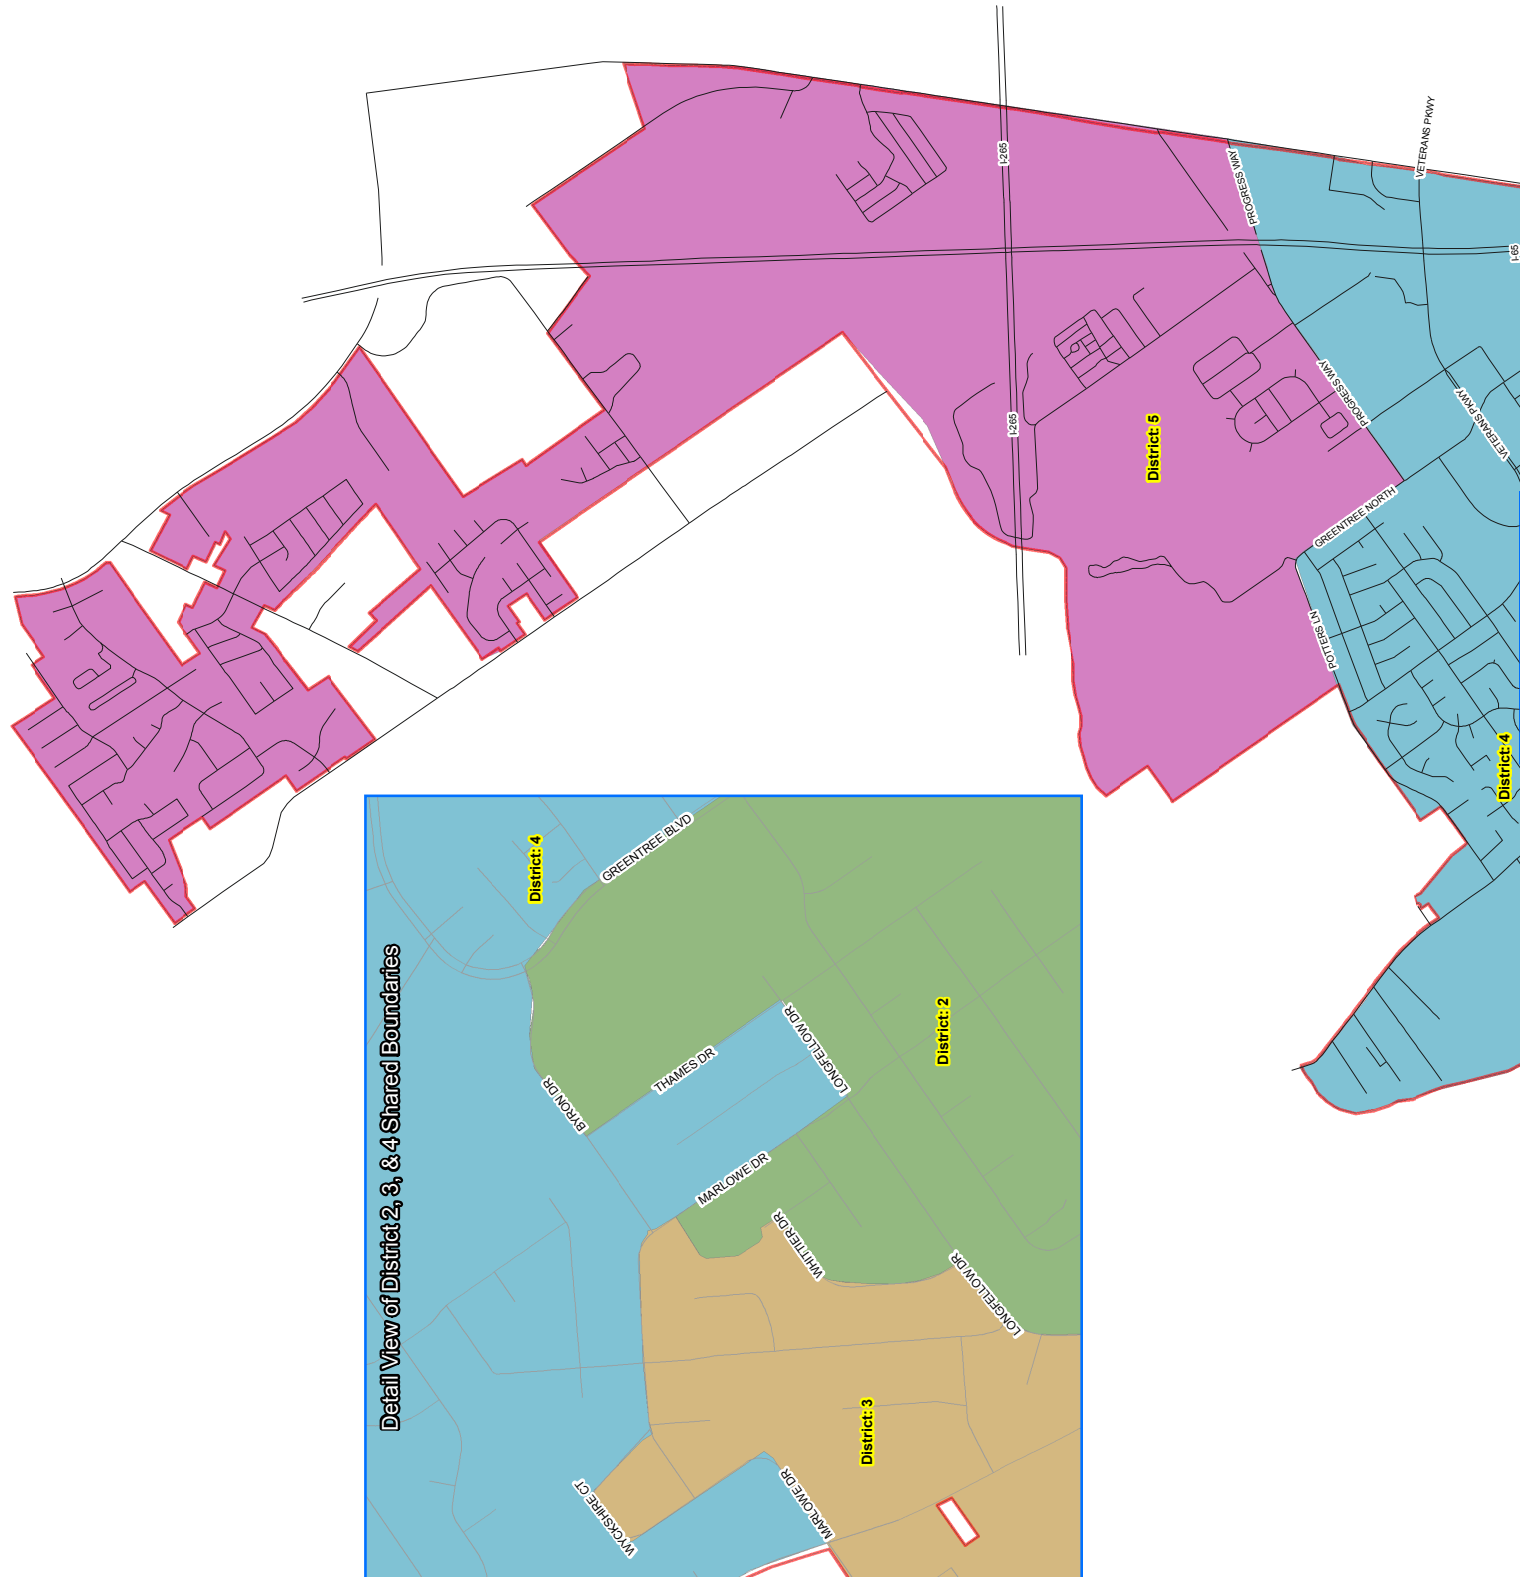 I-265
PROGRESS WAY
VETERANS PKWY
I-65
I-265
District: 5
PROGRESS WAY
VETERANS PKWY
GREENTREE NORTH
POTTERS LN
District: 4
Detail View of District 2, 3, & 4 Shared Boundaries
District: 4
GREENTREE BLVD
BYRON DR
THAMES DR
LONGFELLOW DR
District: 2
MARLOWE DR
WHITTIER DR
LONGFELLOW DR
District: 3
WYCKSHIRE CT
MARLOWE DR